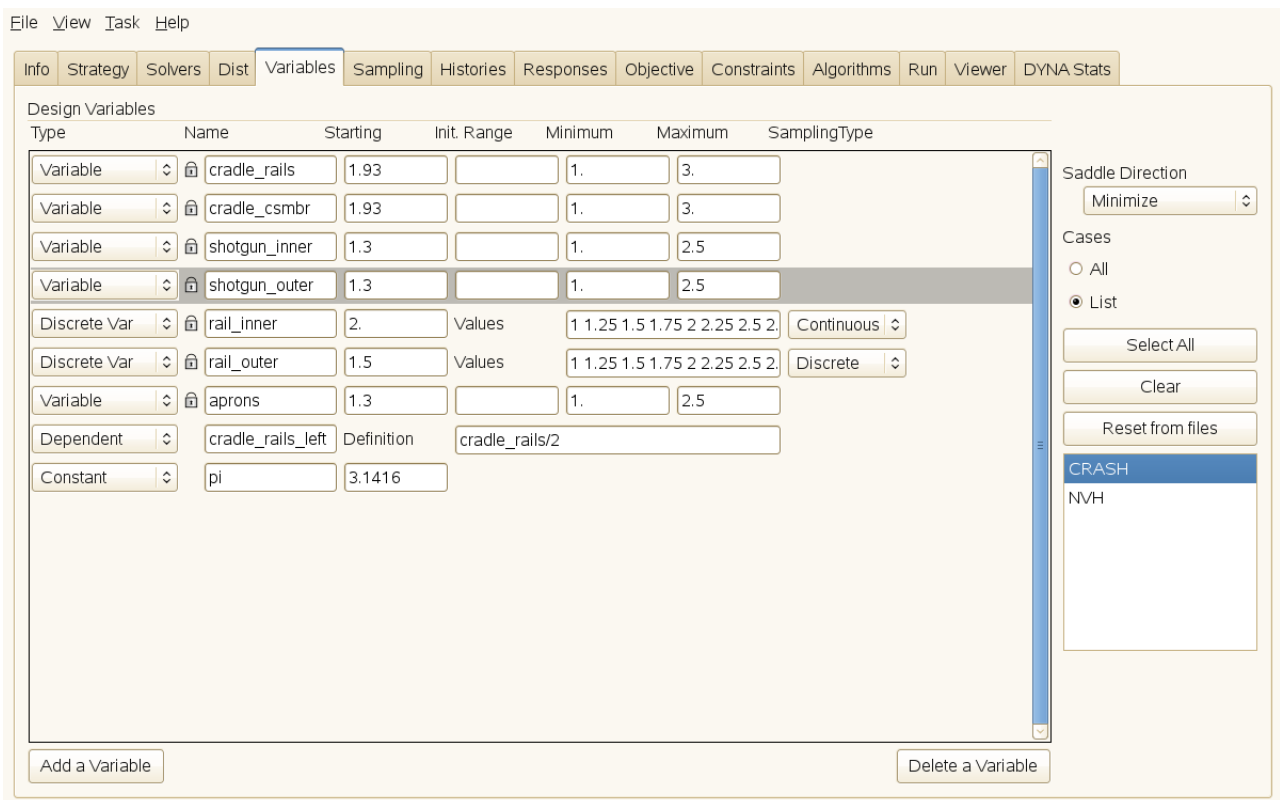 File View Task Help
Info Strategy Solvers Dist Variables Sampling Histories Responses Objective Constraints Algorithms Run Viewer DYNA Stats
Design Variables
Type Name Starting Init. Range Minimum Maximum SamplingType
Variable cradle_rails 1.93 1. 3.
Variable cradle_csmbr 1.93 1. 3.
Variable shotgun_inner 1.3 1. 2.5
Variable shotgun_outer 1.3 1. 2.5
Discrete Var rail_inner 2. Values 1 1.25 1.5 1.75 2 2.25 2.5 2. Continuous
Discrete Var rail_outer 1.5 Values 1 1.25 1.5 1.75 2 2.25 2.5 2. Discrete
Variable aprons 1.3 1. 2.5
Dependent cradle_rails_left Definition cradle_rails/2
Constant pi 3.1416
Add a Variable Delete a Variable
Saddle Direction
Minimize
Cases
All
List
Select All
Clear
Reset from files
CRASH
NVH